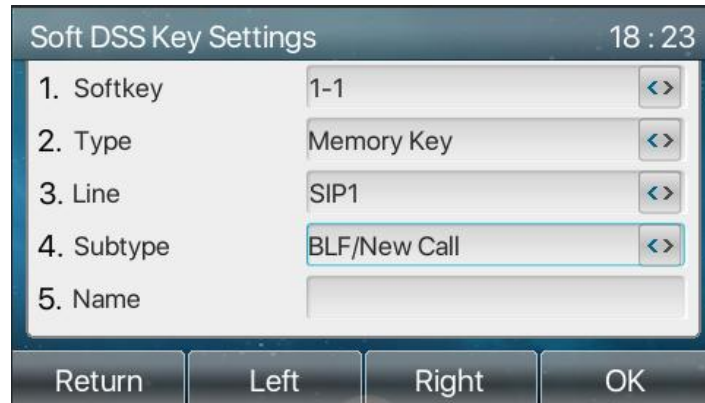 Soft DSS Key Settings 18 : 23
1. Softkey 1-1 <>
2. Type Memory Key <>
3. Line SIP1 <>
4. Subtype BLF/New Call <>
5. Name
Return Left Right OK